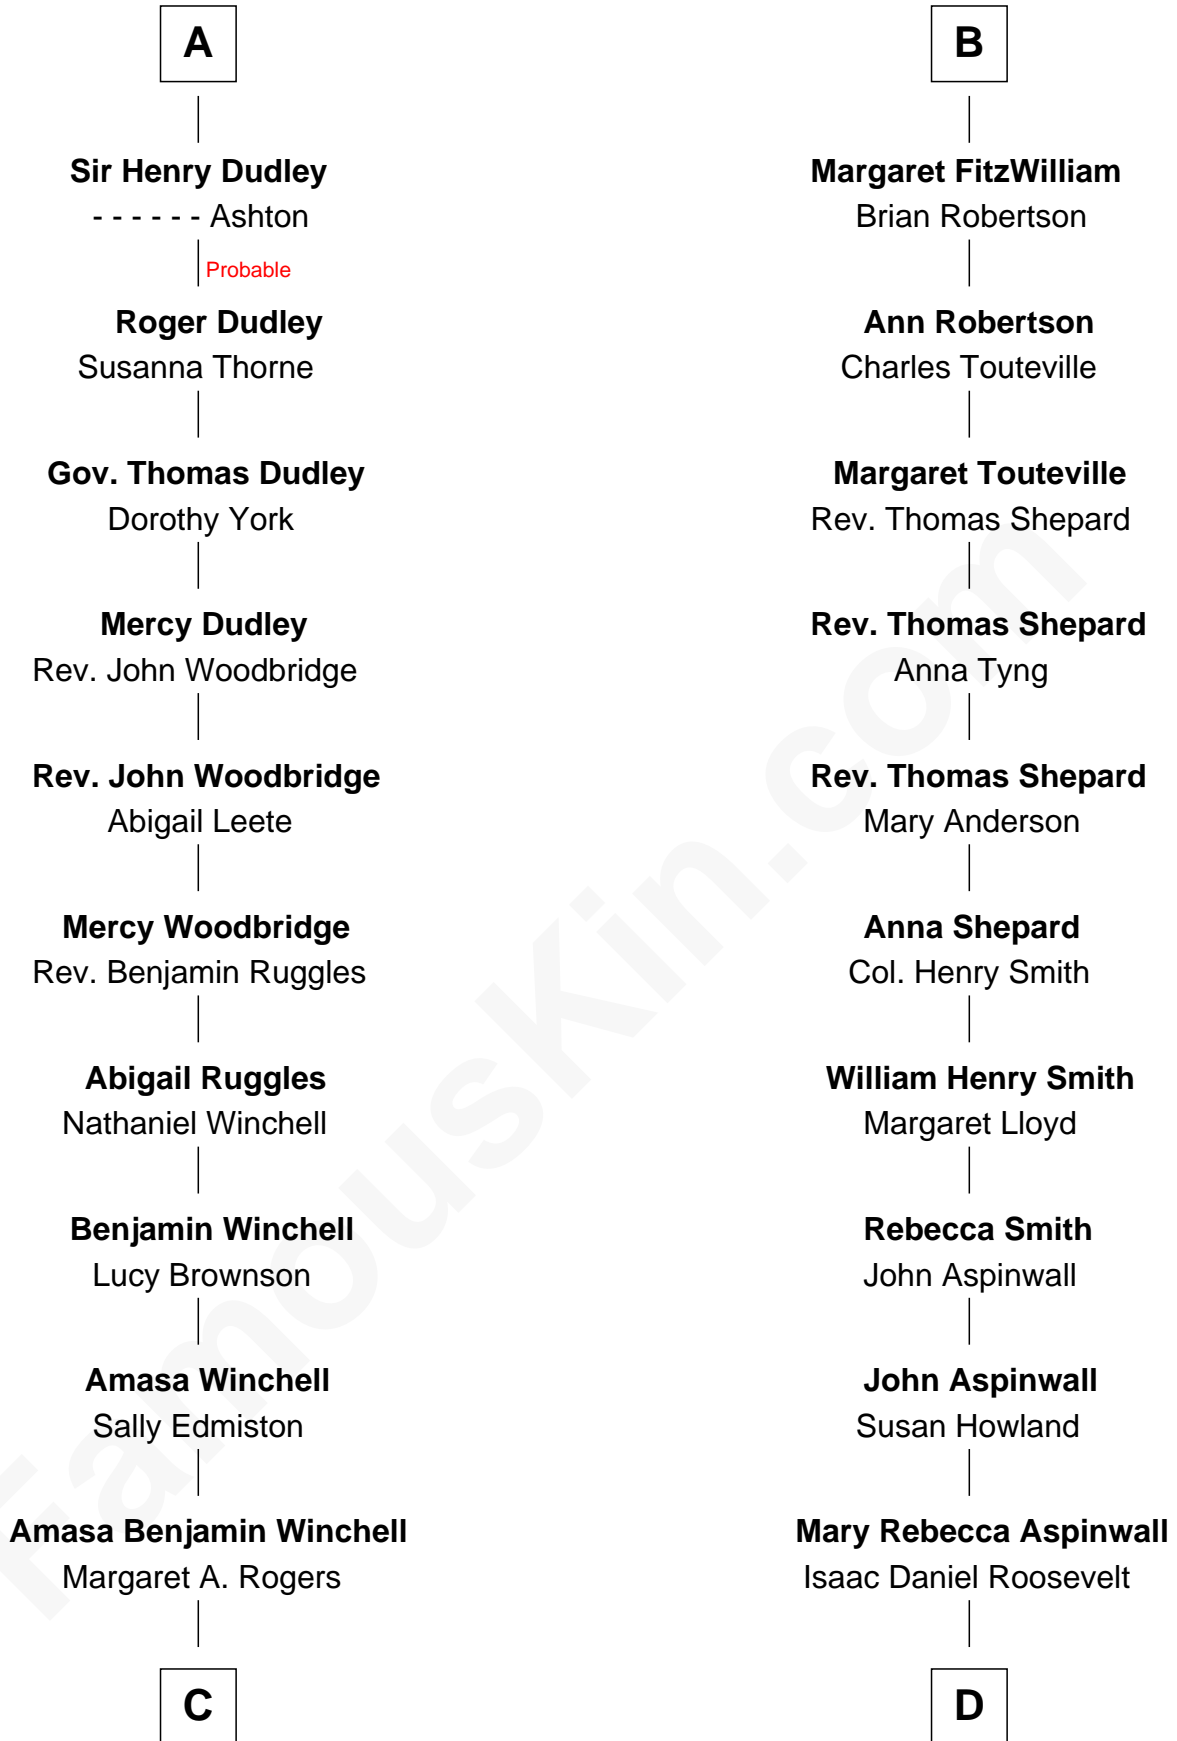 A
Sir Henry Dudley
- - - - - - Ashton
Probable
Roger Dudley
Susanna Thorne
Gov. Thomas Dudley
Dorothy York
Mercy Dudley
Rev. John Woodbridge
Rev. John Woodbridge
Abigail Leete
Mercy Woodbridge
Rev. Benjamin Ruggles
Abigail Ruggles
Nathaniel Winchell
Benjamin Winchell
Lucy Brownson
Amasa Winchell
Sally Edmiston
Amasa Benjamin Winchell
Margaret A. Rogers
C
B
Margaret FitzWilliam
Brian Robertson
Ann Robertson
Charles Touteville
Margaret Touteville
Rev. Thomas Shepard
Rev. Thomas Shepard
Anna Tyng
Rev. Thomas Shepard
Mary Anderson
Anna Shepard
Col. Henry Smith
William Henry Smith
Margaret Lloyd
Rebecca Smith
John Aspinwall
John Aspinwall
Susan Howland
Mary Rebecca Aspinwall
Isaac Daniel Roosevelt
D
FamousKin.com